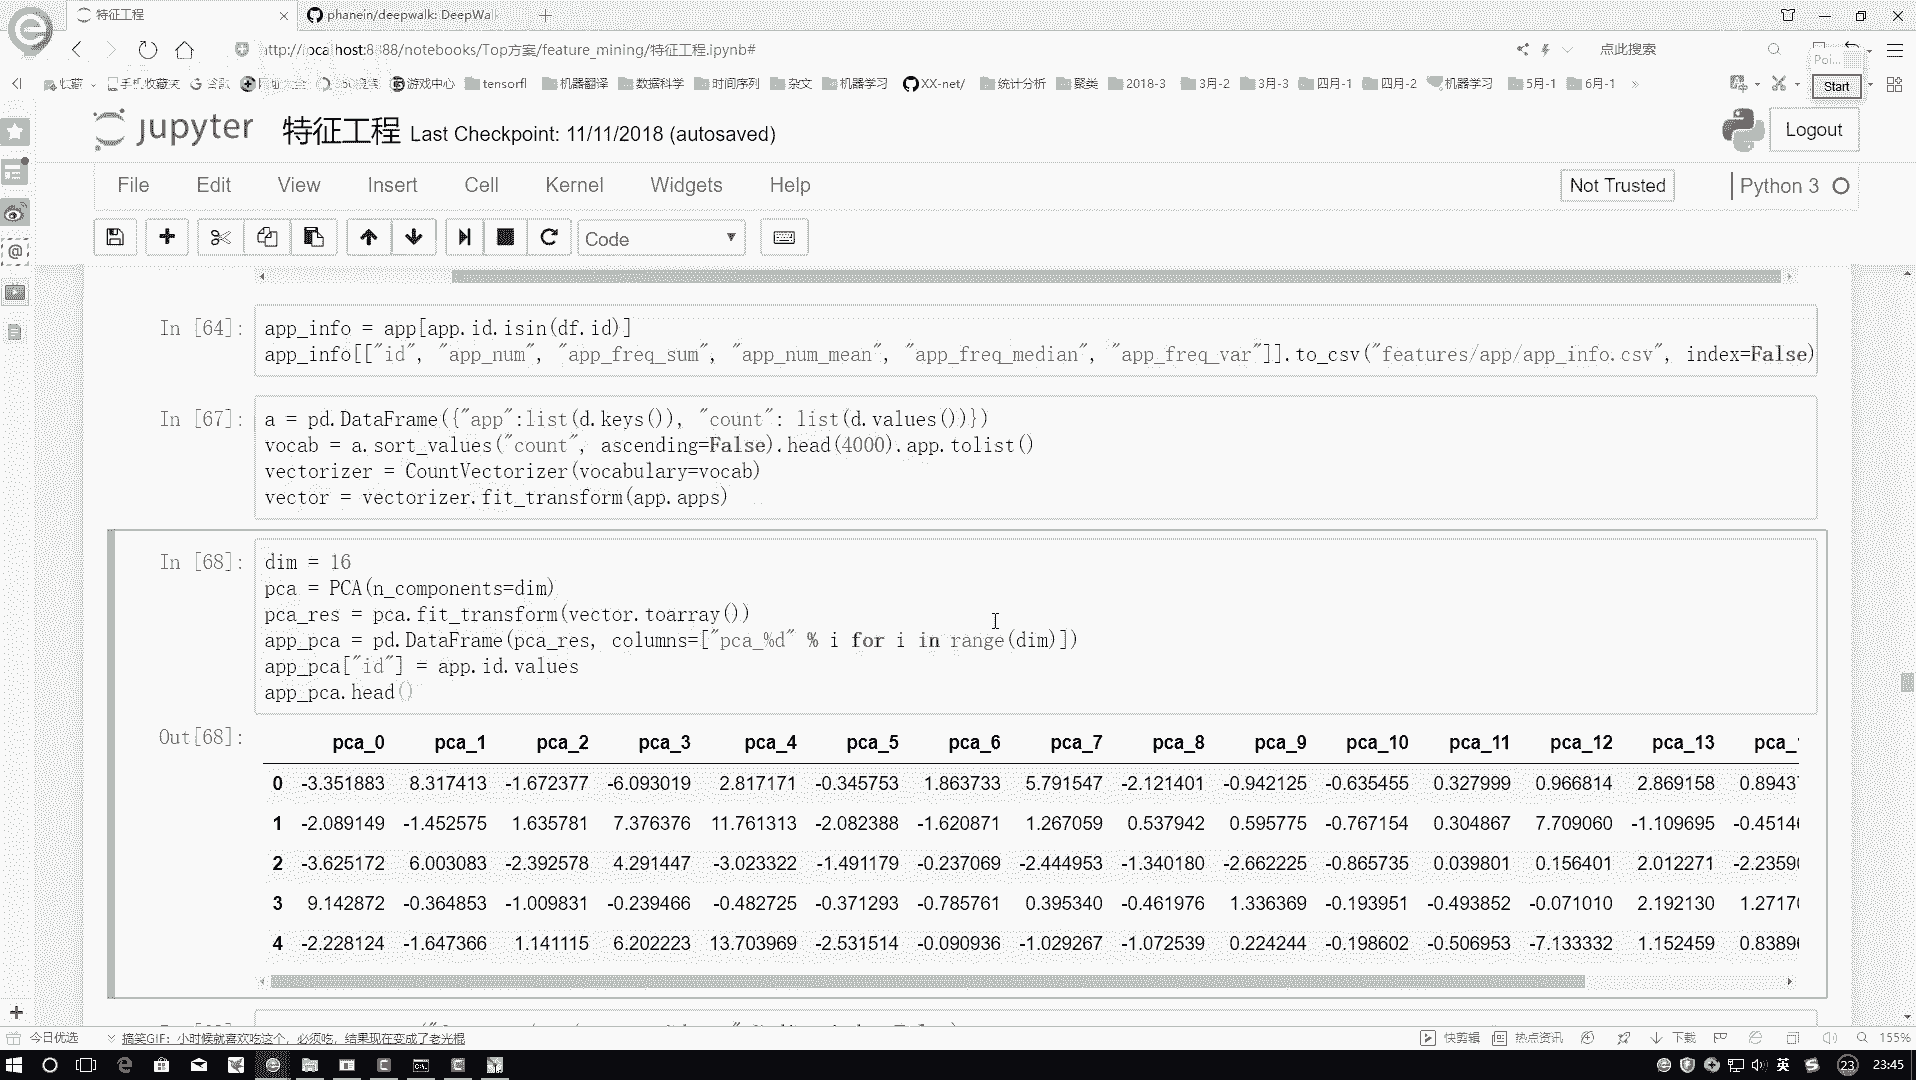 特征工程
phanein/deepwalk: DeepWal
http://localhost:8888/notebooks/Top方案/feature_mining/特征工程.ipynb#
点此搜索
Poi...
收藏
手机收藏夹
游戏中心
tensorfl
机器翻译
数据科学
时间序列
杂文
机器学习
XX-net/
统计分析
聚类
2018-3
3月-2
3月-3
四月-1
四月-2
机器学习
5月-1
6月-1
Start
jupyter
特征工程 Last Checkpoint: 11/11/2018 (autosaved)
Logout
File Edit View Insert Cell Kernel Widgets Help
Not Trusted
Python 3
Code
In [64]:
app_info = app[app.id.isin(df.id)]
app_info[["id", "app_num", "app_freq_sum", "app_num_mean", "app_freq_median", "app_freq_var"]].to_csv("features/app/app_info.csv", index=False)
In [67]:
a = pd.DataFrame({"app":list(d.keys()), "count": list(d.values())})
vocab = a.sort_values("count", ascending=False).head(4000).app.tolist()
vectorizer = CountVectorizer(vocabulary=vocab)
vector = vectorizer.fit_transform(app.apps)
In [68]:
dim = 16
pca = PCA(n_components=dim)
pca_res = pca.fit_transform(vector.toarray())
app_pca = pd.DataFrame(pca_res, columns=["pca_%d" % i for i in range(dim)])
app_pca["id"] = app.id.values
app_pca.head()
Out[68]:
pca_0 pca_1 pca_2 pca_3 pca_4 pca_5 pca_6 pca_7 pca_8 pca_9 pca_10 pca_11 pca_12 pca_13 pca_
0 -3.351883 8.317413 -1.672377 -6.093019 2.817171 -0.345753 1.863733 5.791547 -2.121401 -0.942125 -0.635455 0.327999 0.966814 2.869158 0.8943
1 -2.089149 -1.452575 1.635781 7.376376 11.761313 -2.082388 -1.620871 1.267059 0.537942 0.595775 -0.767154 0.304867 7.709060 -1.109695 -0.4514
2 -3.625172 6.003083 -2.392578 4.291447 -3.023322 -1.491179 -0.237069 -2.444953 -1.340180 -2.662225 -0.865735 0.039801 0.156401 2.012271 -2.2359
3 9.142872 -0.364853 -1.009831 -0.239466 -0.482725 -0.371293 -0.785761 0.395340 -0.461976 1.336369 -0.193951 -0.493852 -0.071010 2.192130 1.2717
4 -2.228124 -1.647366 1.141115 6.202223 13.703969 -2.531514 -0.090936 -1.029267 -1.072539 0.224244 -0.198602 -0.506953 -7.133332 1.152459 0.8389
今日优选
搞笑GIF：小时候就喜欢吃这个，必须吃，结果现在变成了老光棍
快剪辑
热点资讯
下载
155%
英
23
23:45